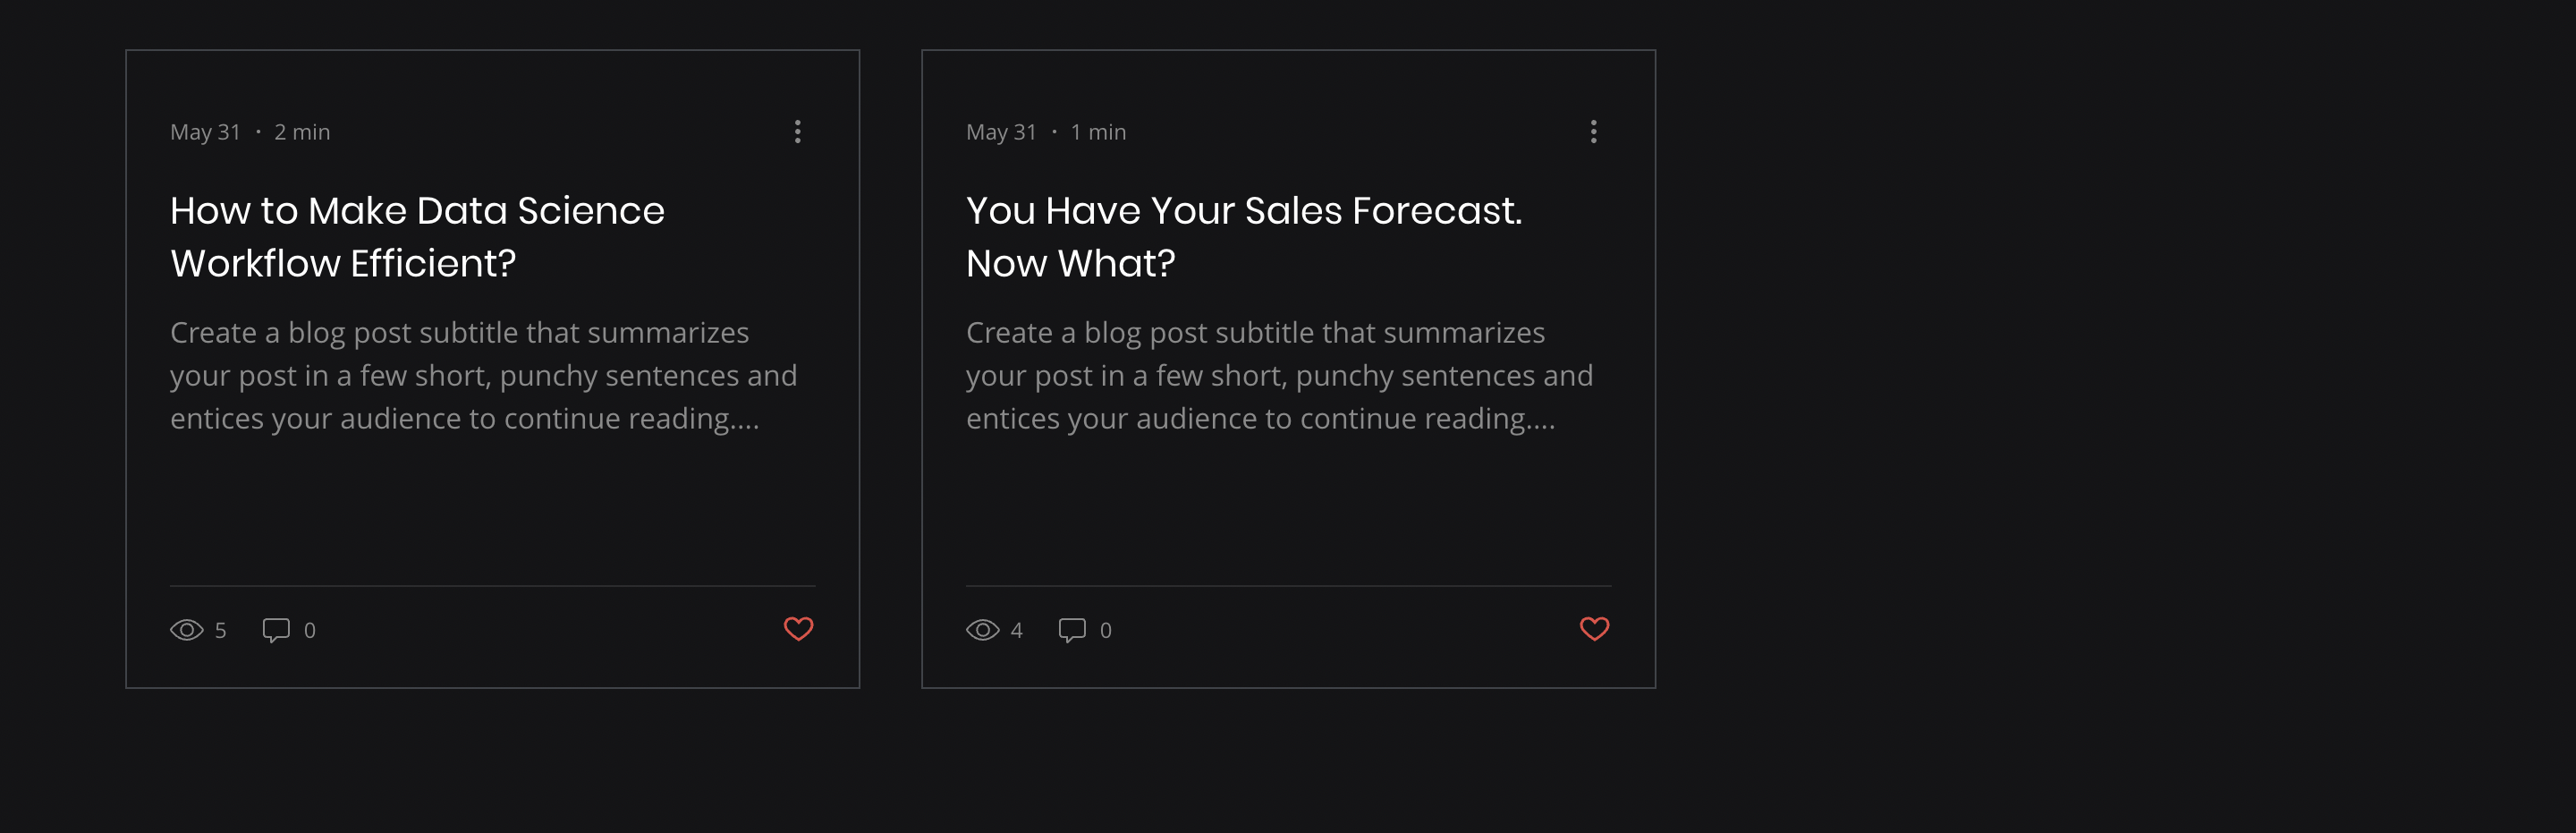 May 31 · 2 min
How to Make Data Science
Workflow Efficient?
Create a blog post subtitle that summarizes
your post in a few short, punchy sentences and
entices your audience to continue reading....
5 0
May 31 · 1 min
You Have Your Sales Forecast.
Now What?
Create a blog post subtitle that summarizes
your post in a few short, punchy sentences and
entices your audience to continue reading....
4 0